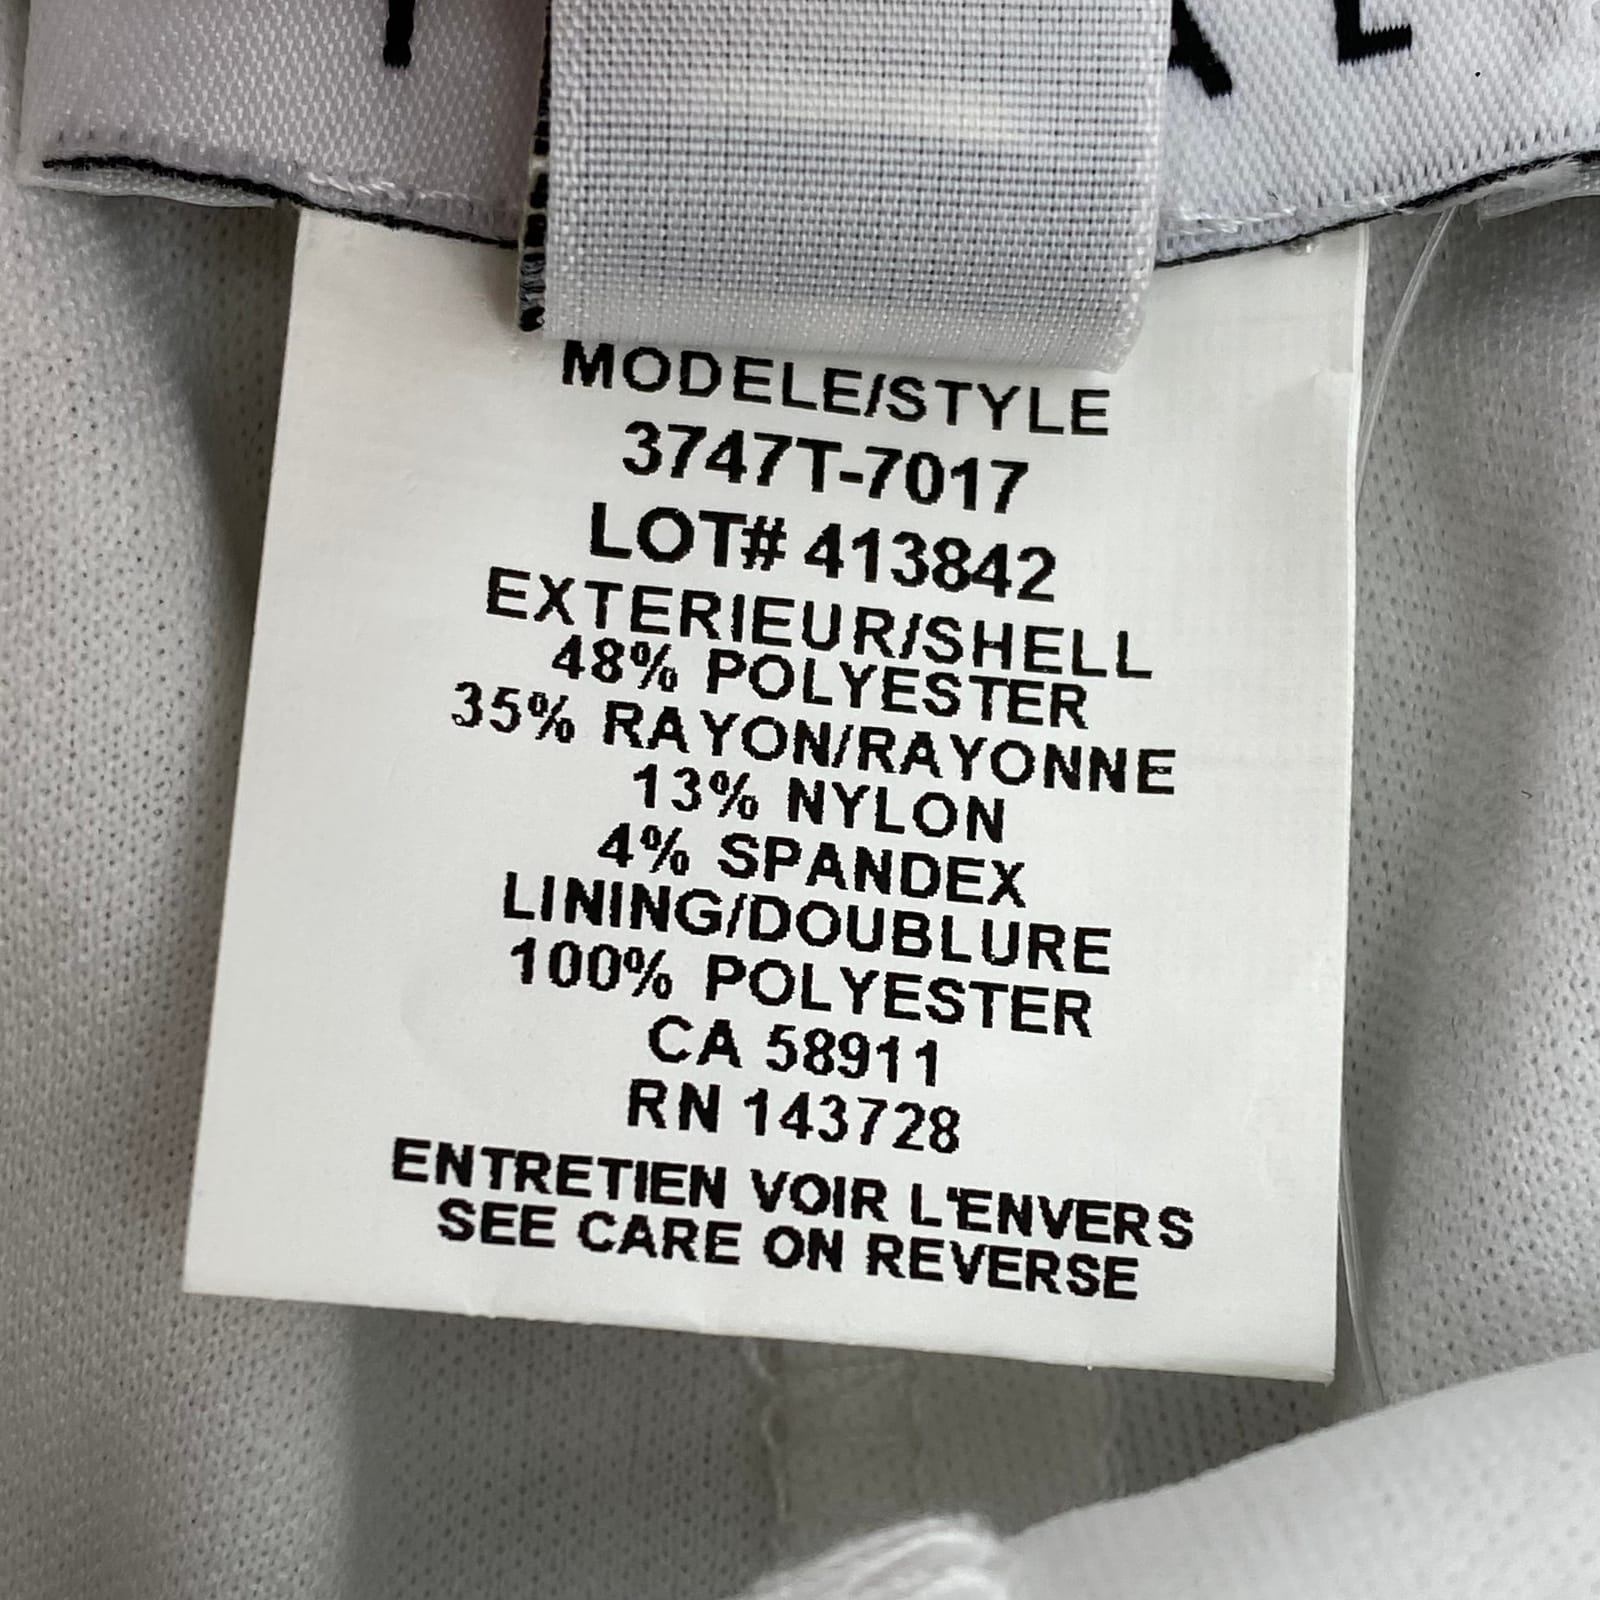 MODELE/STYLE
3747T-7017
LOT# 413842
EXTERIEUR/SHELL
48% POLYESTER
35% RAYON/RAYONNE
13% NYLON
4% SPANDEX
LINING/DOUBLURE
100% POLYESTER
CA 58911
RN 143728
ENTRETIEN VOIR L'ENVERS
SEE CARE ON REVERSE